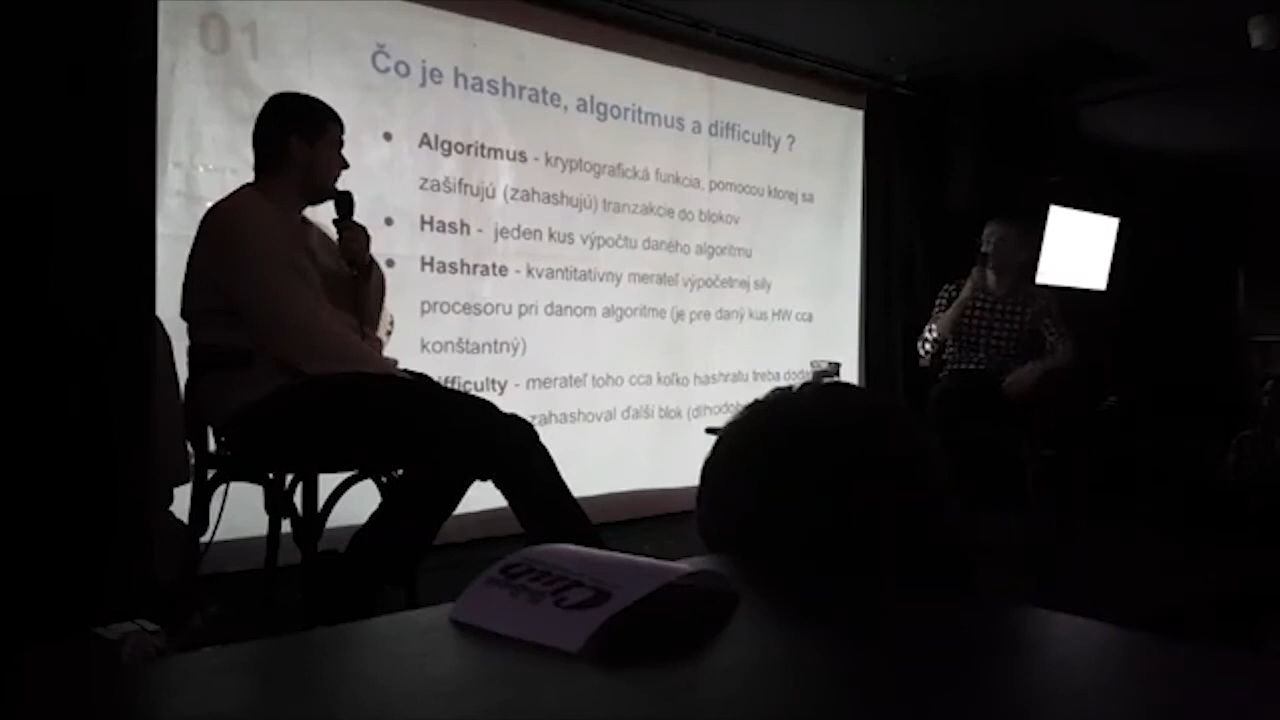 01
Čo je hashrate, algoritmus a difficulty ?
Algoritmus - kryptografická funkcia, pomocou ktorej sa
zašifrujú (zahashujú) tranzakcie do blokov
Hash - jeden kus výpočtu daného algoritmu
Hashrate - kvantitatívny merateľ výpočetnej sily
procesoru pri danom algoritme (je pre daný kus HW cca
konštantný)
- merateľ toho cca koľko hashratu treba
zahashoval ďalší blok
Club